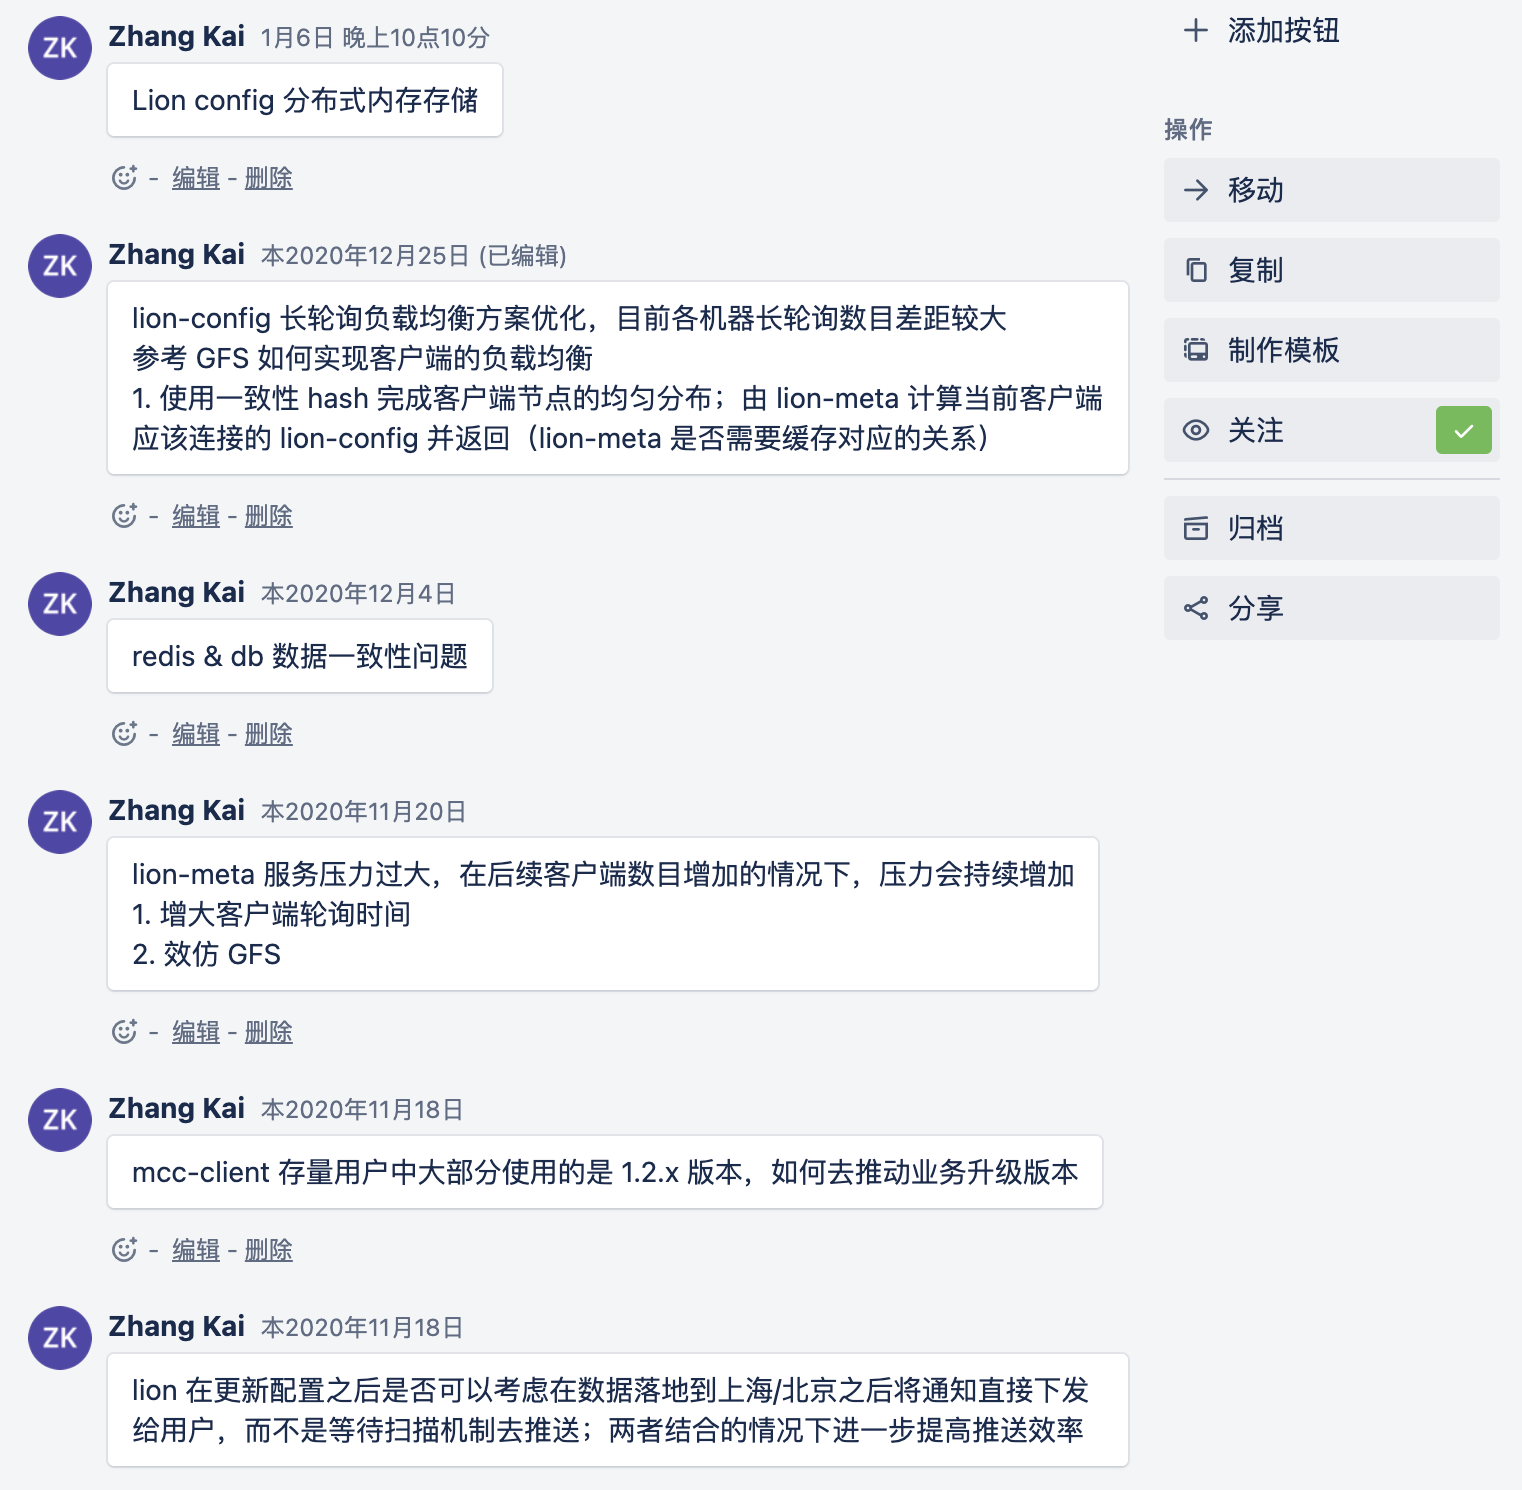 ZK
Zhang Kai 1月6日 晚上10点10分
Lion config 分布式内存存储
- 编辑 - 删除
ZK
Zhang Kai 本2020年12月25日 (已编辑)
lion-config 长轮询负载均衡方案优化，目前各机器长轮询数目差距较大
参考 GFS 如何实现客户端的负载均衡
1. 使用一致性 hash 完成客户端节点的均匀分布；由 lion-meta 计算当前客户端
应该连接的 lion-config 并返回（lion-meta 是否需要缓存对应的关系）
- 编辑 - 删除
ZK
Zhang Kai 本2020年12月4日
redis & db 数据一致性问题
- 编辑 - 删除
ZK
Zhang Kai 本2020年11月20日
lion-meta 服务压力过大，在后续客户端数目增加的情况下，压力会持续增加
1. 增大客户端轮询时间
2. 效仿 GFS
- 编辑 - 删除
ZK
Zhang Kai 本2020年11月18日
mcc-client 存量用户中大部分使用的是 1.2.x 版本，如何去推动业务升级版本
- 编辑 - 删除
ZK
Zhang Kai 本2020年11月18日
lion 在更新配置之后是否可以考虑在数据落地到上海/北京之后将通知直接下发
给用户，而不是等待扫描机制去推送；两者结合的情况下进一步提高推送效率
添加按钮
操作
移动
复制
制作模板
关注
归档
分享